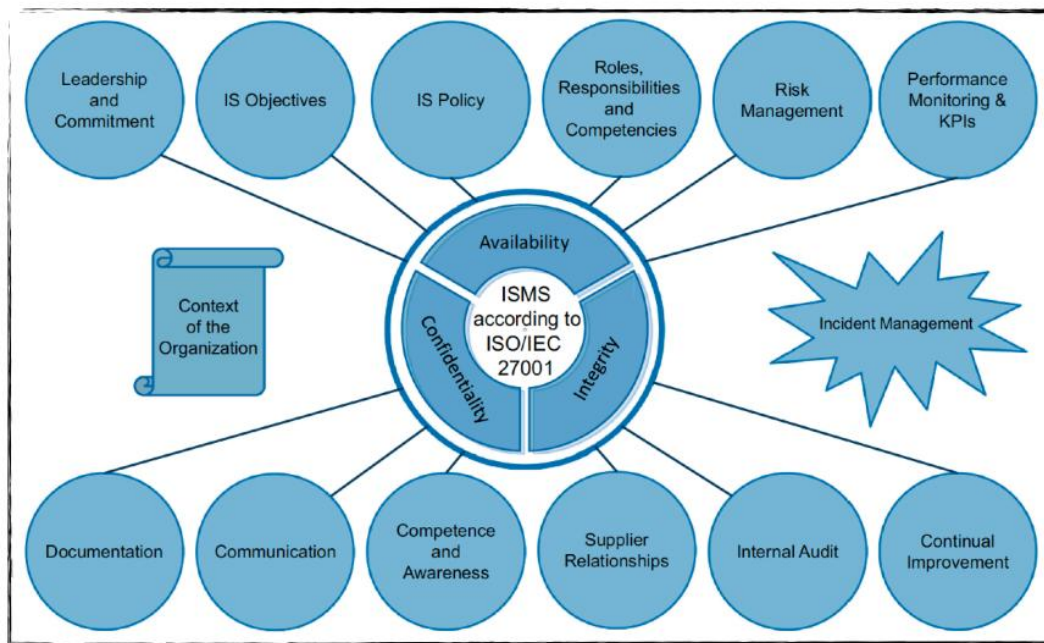 Leadership
and
Commitment
IS Objectives
IS Policy
Roles,
Responsibilities
and
Competencies
Risk
Management
Performance
Monitoring &
KPIs
Context
of the
Organization
Availability
Confidentiality
Integrity
ISMS
according to
ISO/IEC
27001
Incident Management
Documentation
Communication
Competence
and
Awareness
Supplier
Relationships
Internal Audit
Continual
Improvement